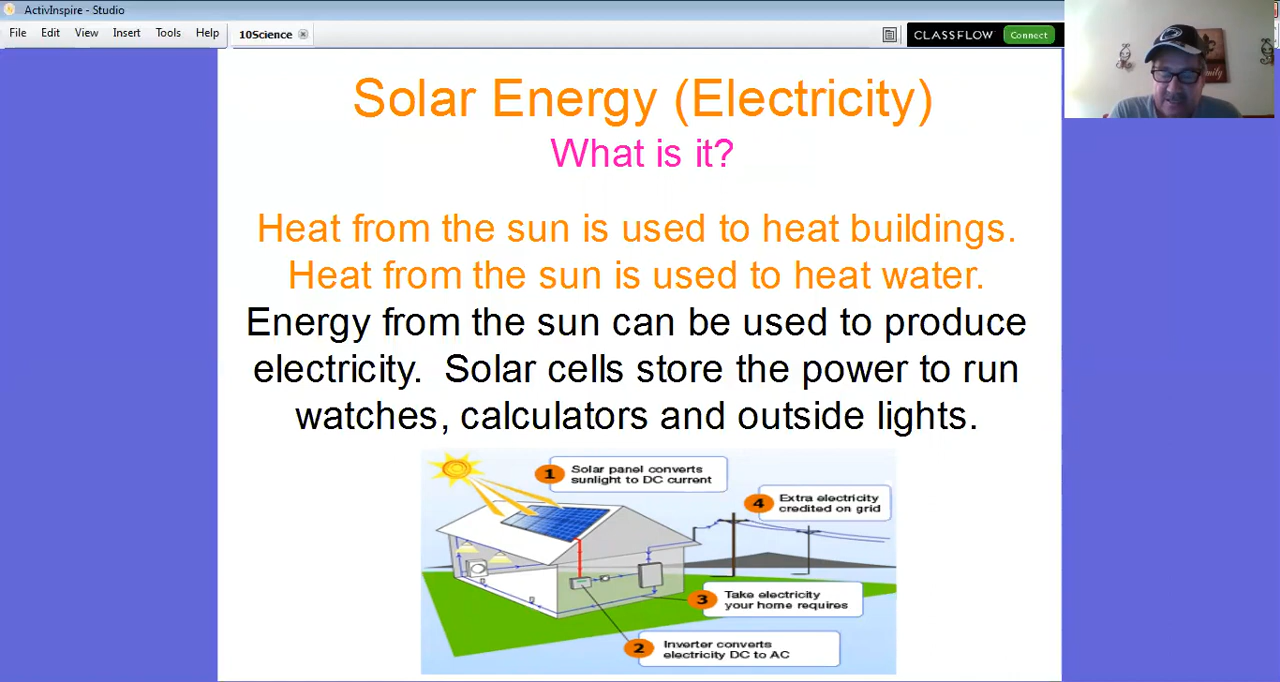 ActivInspire - Studio
File Edit View Insert Tools Help
10Science
CLASSFLOW Connect
Solar Energy (Electricity)
What is it?
Heat from the sun is used to heat buildings.
Heat from the sun is used to heat water.
Energy from the sun can be used to produce
electricity. Solar cells store the power to run
watches, calculators and outside lights.
1 Solar panel converts
sunlight to DC current
4 Extra electricity
credited on grid
3 Take electricity
your home requires
2 Inverter converts
electricity DC to AC